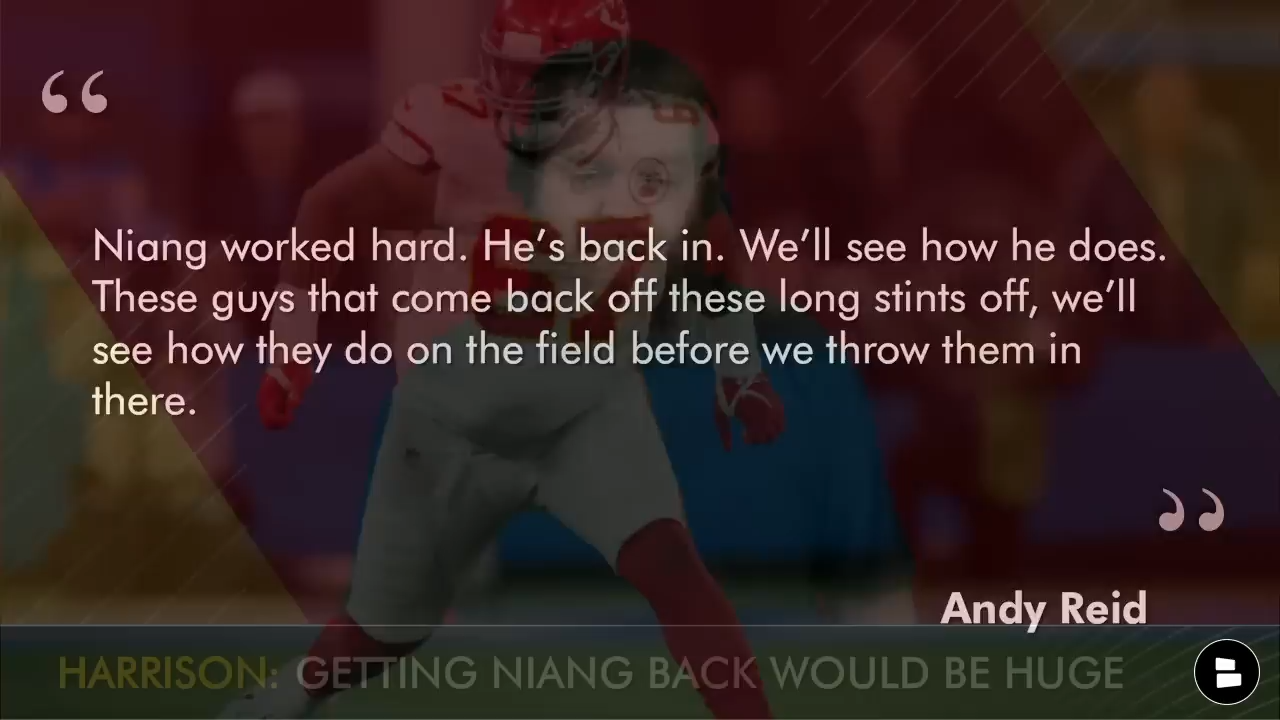 “
Niang worked hard. He’s back in. We’ll see how he does.
These guys that come back off these long stints off, we’ll
see how they do on the field before we throw them in
there.
”
Andy Reid
HARRISON: GETTING NIANG BACK WOULD BE HUGE